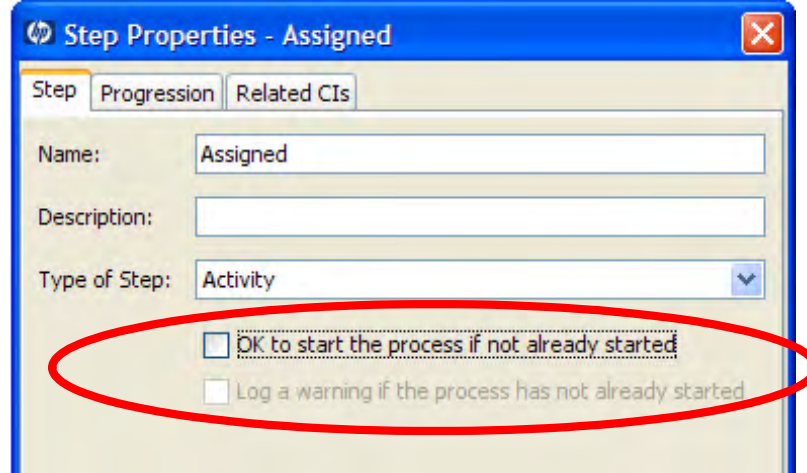 hp Step Properties - Assigned
Step Progression Related CIs
Name: Assigned
Description:
Type of Step: Activity
OK to start the process if not already started
Log a warning if the process has not already started